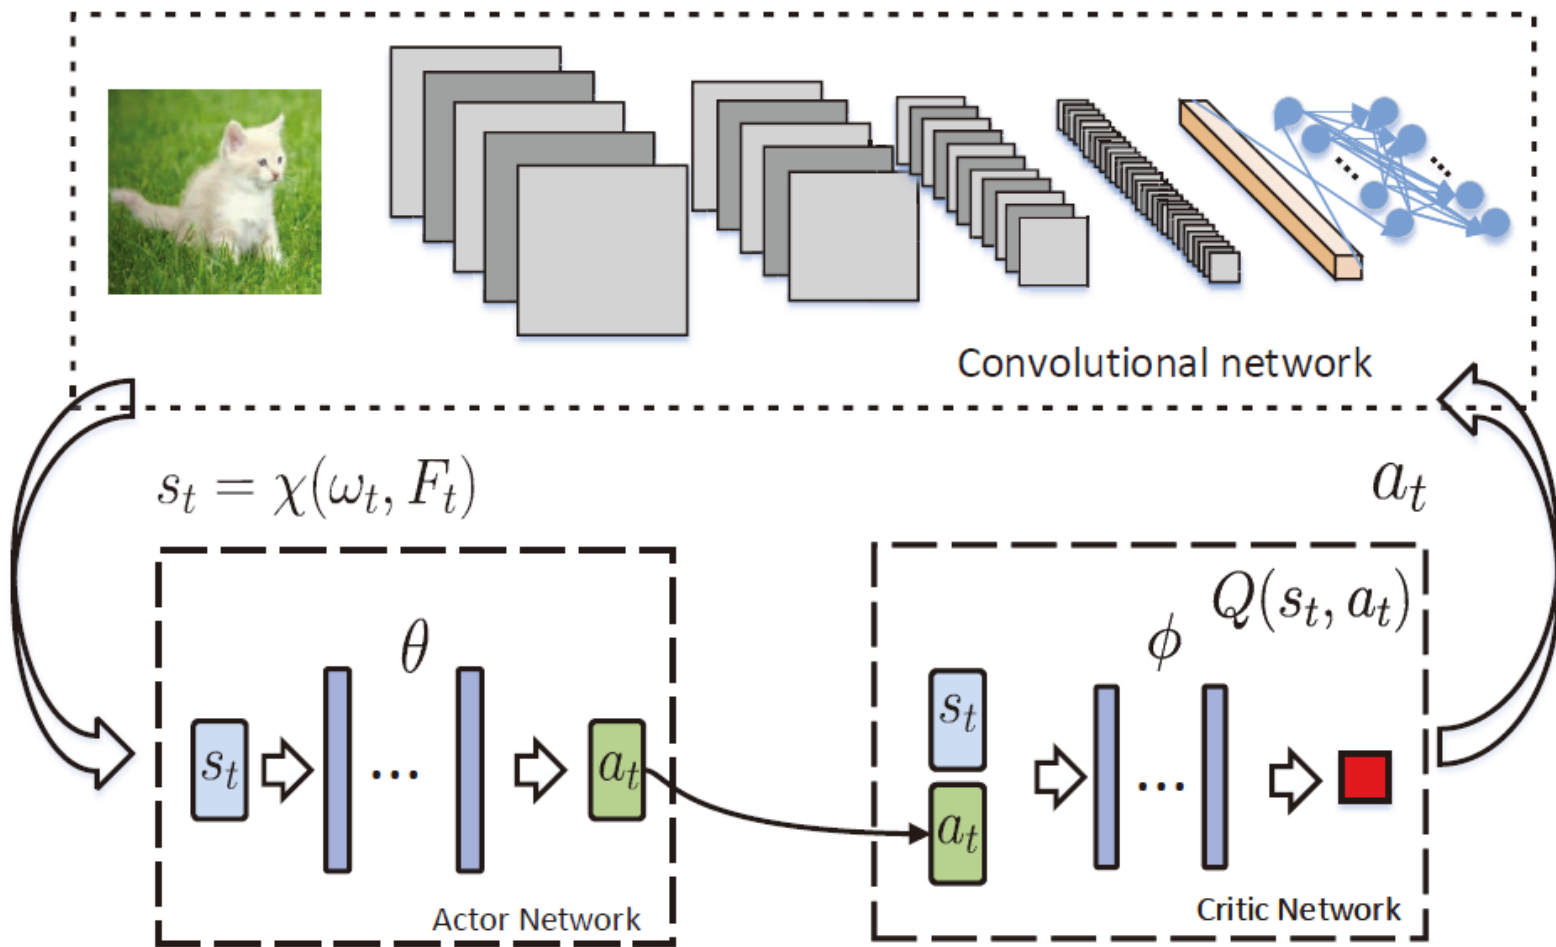 Convolutional network
s_t = χ(ω_t, F_t)
a_t
θ
s_t
...
a_t
Actor Network
Q(s_t, a_t)
ϕ
s_t
a_t
...
Critic Network